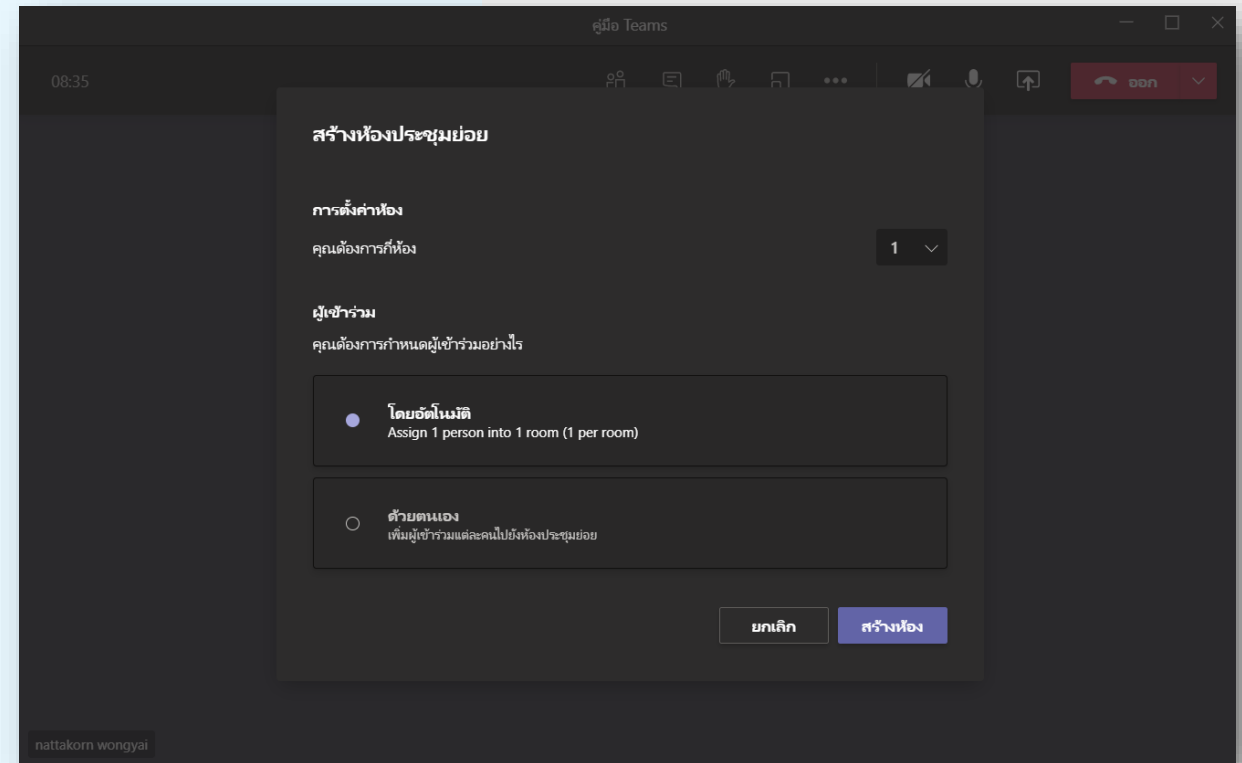 คู่มือ Teams
08:35
ออก
สร้างห้องประชุมย่อย
การตั้งค่าห้อง
คุณต้องการกี่ห้อง
1
ผู้เข้าร่วม
คุณต้องการกำหนดผู้เข้าร่วมอย่างไร
โดยอัตโนมัติ
Assign 1 person into 1 room (1 per room)
ด้วยตนเอง
เพิ่มผู้เข้าร่วมแต่ละคนไปยังห้องประชุมย่อย
ยกเลิก
สร้างห้อง
nattakorn wongyai